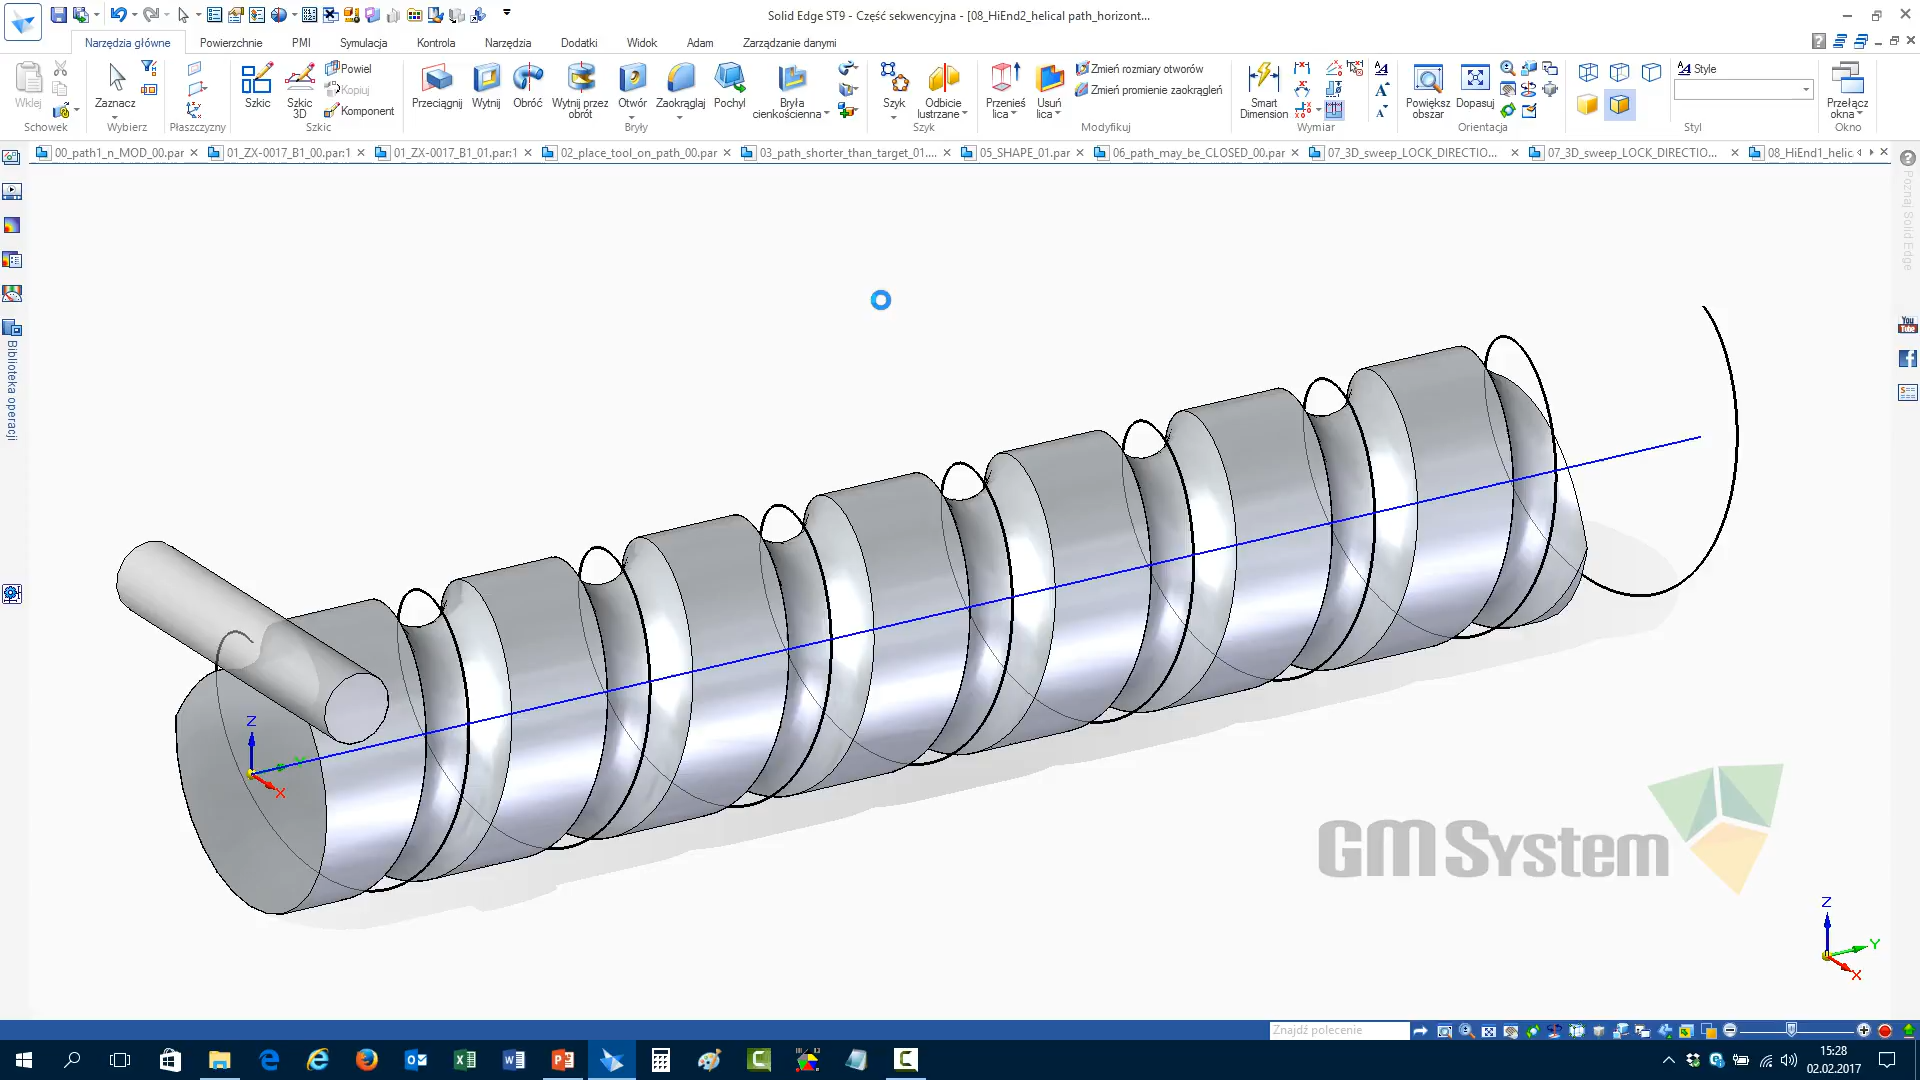 Solid Edge ST9 - Część sekwencyjna - [08_HiEnd2_helical path_horizont...
Narzędzia główne
Powierzchnie
PMI
Symulacja
Kontrola
Narzędzia
Dodatki
Widok
Adam
Zarządzanie danymi
Wklej
Schowek
Zaznacz
Wybierz
Płaszczyzny
Szkic
Szkic 3D
Powiel
Kopiuj
Komponent
Szkic
Przeciągnij
Wytnij
Obróć
Wytnij przez obrót
Otwór
Zaokrąglaj
Pochyl
Bryła cienkościenna
Bryły
Szyk
Odbicie lustrzane
Szyk
Przenieś lica
Usuń lica
Zmień rozmiary otworów
Zmień promienie zaokrągleń
Modyfikuj
Smart Dimension
Wymiar
Powiększ obszar
Dopasuj
Orientacja
Style
Styl
Przełącz okna
Okno
00_path1_n_MOD_00.par
01_ZX-0017_B1_00.par:1
01_ZX-0017_B1_01.par:1
02_place_tool_on_path_00.par
03_path_shorter_than_target_01....
05_SHAPE_01.par
06_path_may_be_CLOSED_00.par
07_3D_sweep_LOCK_DIRECTIO...
07_3D_sweep_LOCK_DIRECTIO...
08_HiEnd1_helic
Biblioteka operacji
Poznaj Solid Edge
You Tube
Z
Y
X
GM System
Z
Y
X
Znajdź polecenie
15:28
02.02.2017